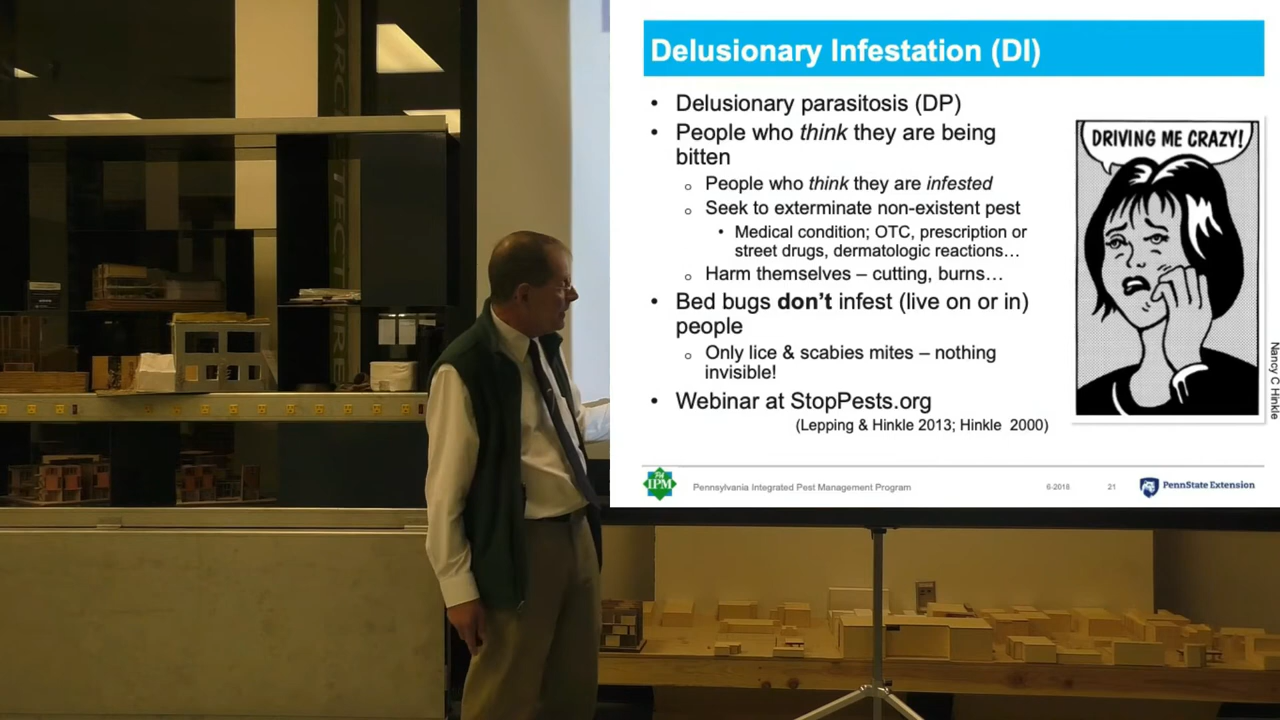 ARCHITECTURE
Delusionary Infestation (DI)
• Delusionary parasitosis (DP)
• People who think they are being
bitten
o People who think they are infested
o Seek to exterminate non-existent pest
• Medical condition; OTC, prescription or
street drugs, dermatologic reactions…
o Harm themselves – cutting, burns…
• Bed bugs don't infest (live on or in)
people
o Only lice & scabies mites – nothing
invisible!
• Webinar at StopPests.org
(Lepping & Hinkle 2013; Hinkle 2000)
DRIVING ME CRAZY!
Nancy C Hinkle
PA
IPM
Pennsylvania Integrated Pest Management Program
6-2018
21
PennState Extension